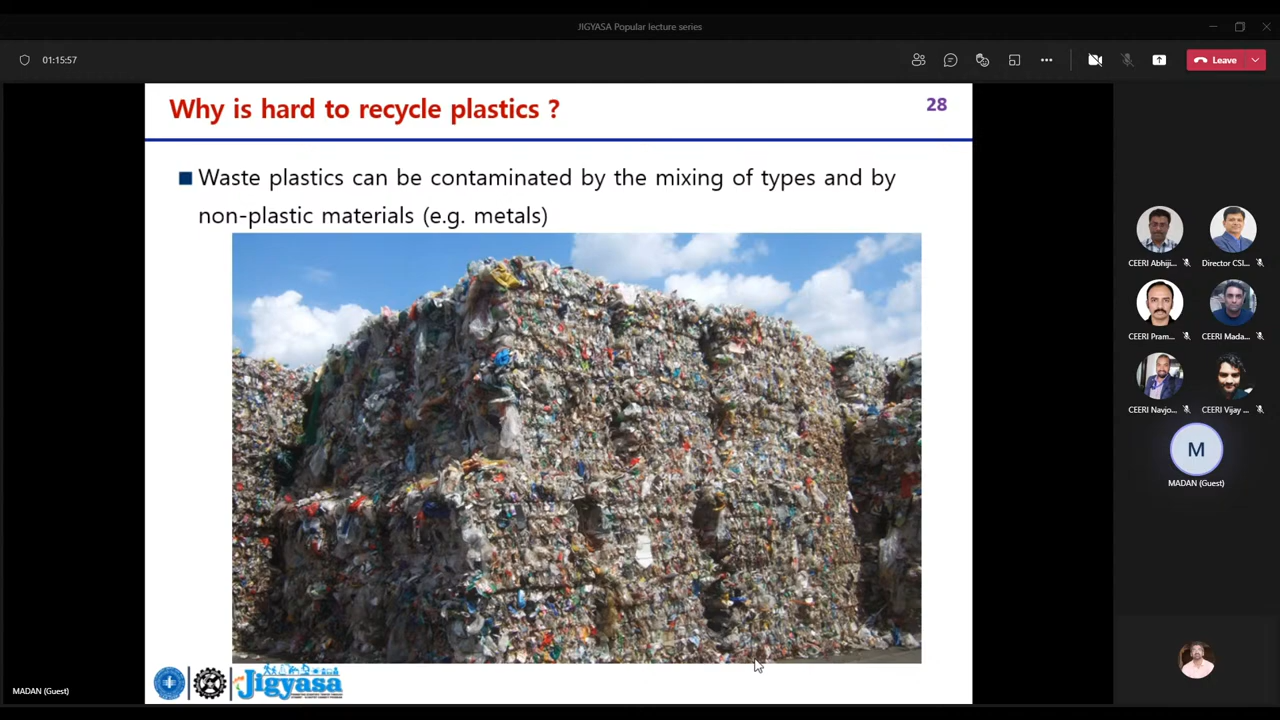 JIGYASA Popular lecture series
01:15:57
Leave
Why is hard to recycle plastics ?
28
Waste plastics can be contaminated by the mixing of types and by
non-plastic materials (e.g. metals)
CEERI Abhiji...
Director CSI...
CEERI Pram...
CEERI Mada...
CEERI Navjo...
CEERI Vijay ...
M
MADAN (Guest)
Jigyasa
MADAN (Guest)